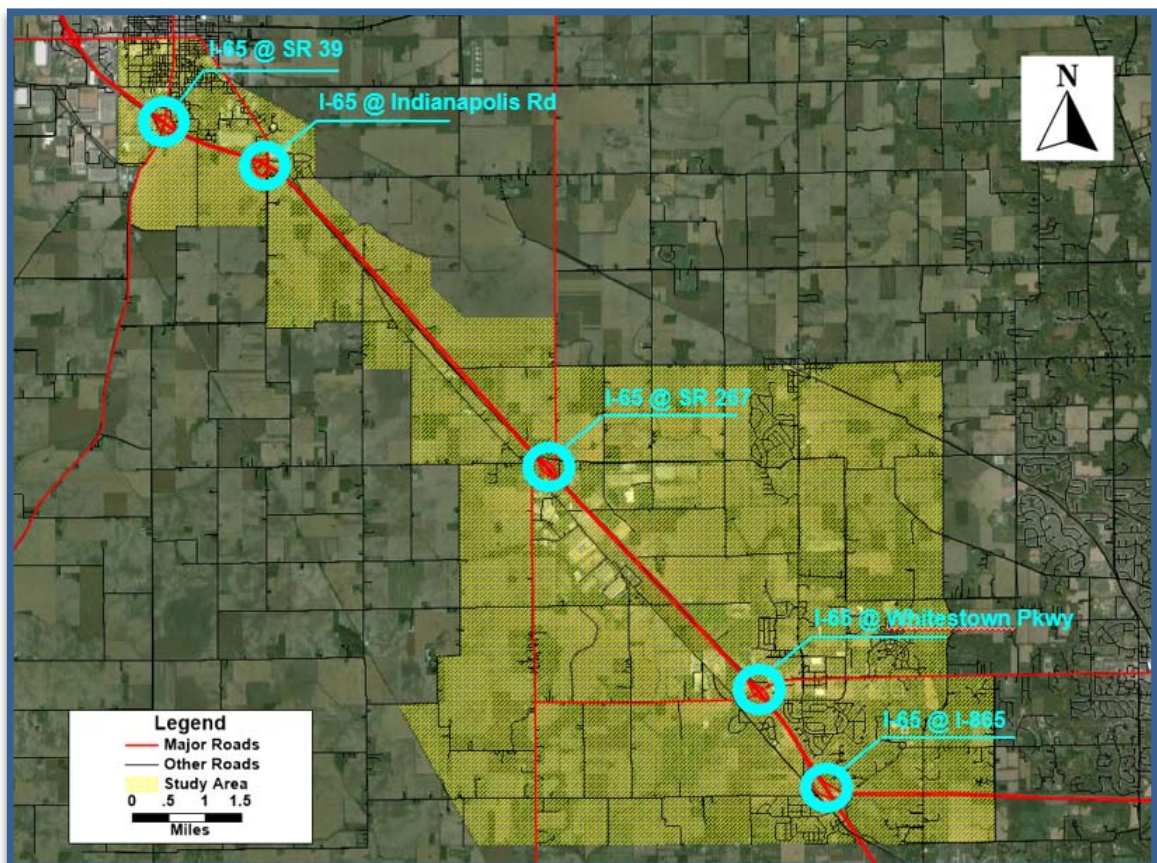 I-65 @ SR 39
I-65 @ Indianapolis Rd
N
I-65 @ SR 267
I-65 @ Whitestown Pkwy
I-65 @ I-865
Legend
Major Roads
Other Roads
Study Area
0 .5 1 1.5
Miles